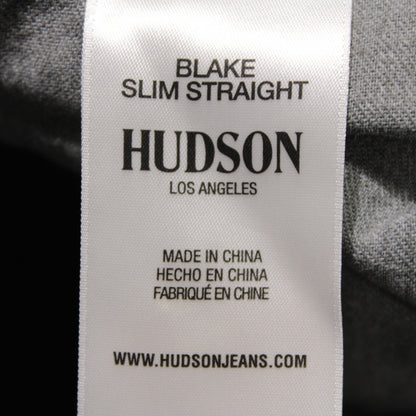 BLAKE
SLIM STRAIGHT
HUDSON
LOS ANGELES
MADE IN CHINA
HECHO EN CHINA
FABRIQUÉ EN CHINE
WWW.HUDSONJEANS.COM